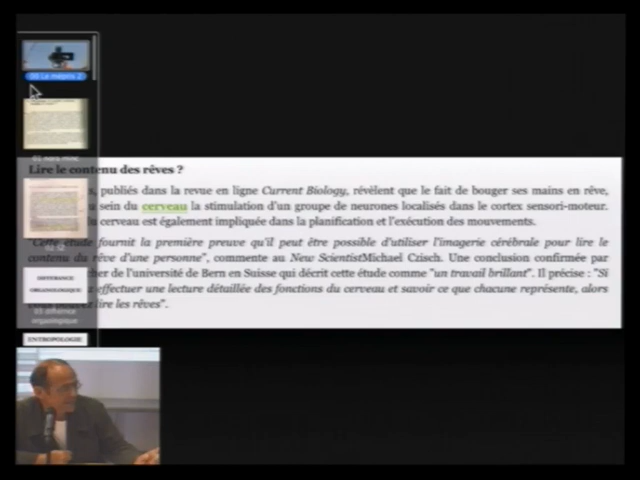 00 Le mépris 2
Lire le contenu des rêves ?
publiés dans la revue en ligne Current Biology, révèlent que le fait de bouger ses mains en rêve,
sein du cerveau la stimulation d'un groupe de neurones localisés dans le cortex sensori-moteur.
cerveau est également impliquée dans la planification et l'exécution des mouvements.
"Cette étude fournit la première preuve qu'il peut être possible d'utiliser l'imagerie cérébrale pour lire le
contenu du rêve d'une personne", commente au New ScientistMichael Czisch. Une conclusion confirmée par
de l'université de Bern en Suisse qui décrit cette étude comme "un travail brillant". Il précise : "Si
effectuer une lecture détaillée des fonctions du cerveau et savoir ce que chacune représente, alors
lire les rêves".
DIFFERANCE
ORGANOLOGIQUE
ENTROPOLOGIE